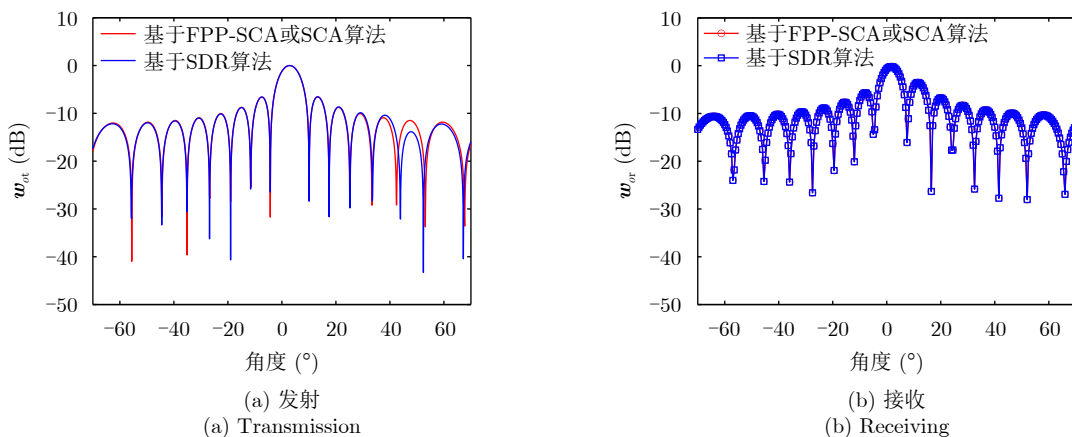 10
0
−10
−20
−30
−40
−50
w_ot (dB)
基于FPP-SCA或SCA算法
基于SDR算法
−60 −40 −20 0 20 40 60
角度 (°)
(a) 发射
(a) Transmission
10
0
−10
−20
−30
−40
−50
w_or (dB)
基于FPP-SCA或SCA算法
基于SDR算法
−60 −40 −20 0 20 40 60
角度 (°)
(b) 接收
(b) Receiving